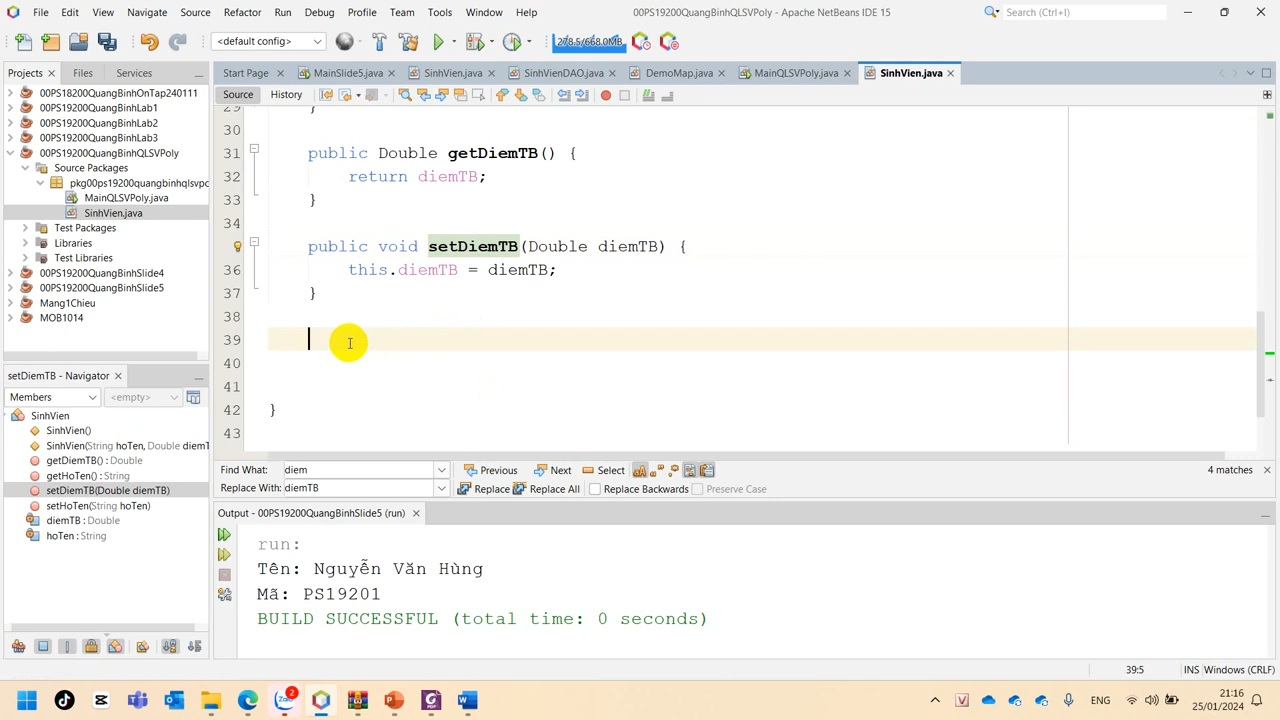 File Edit View Navigate Source Refactor Run Debug Profile Team Tools Window Help 00PS19200QuangBinhQLSVPoly - Apache NetBeans IDE 15 Search (Ctrl+I)
<default config> 278.5/668.0MB
Projects Files Services
Start Page MainSlide5.java SinhVien.java SinhVienDAO.java DemoMap.java MainQLSVPoly.java SinhVien.java
Source History
00PS18200QuangBinhOnTap240111
00PS19200QuangBinhLab1
00PS19200QuangBinhLab2
00PS19200QuangBinhLab3
00PS19200QuangBinhQLSVPoly
Source Packages
pkg00ps19200quangbinhqlsvpo
MainQLSVPoly.java
SinhVien.java
Test Packages
Libraries
Test Libraries
00PS19200QuangBinhSlide4
00PS19200QuangBinhSlide5
Mang1Chieu
MOB1014
29 }
30
31 public Double getDiemTB() {
32 return diemTB;
33 }
34
public void setDiemTB(Double diemTB) {
36 this.diemTB = diemTB;
37 }
38
39
40
41
42 }
43
setDiemTB - Navigator
Members <empty>
SinhVien
SinhVien()
SinhVien(String hoTen, Double diemT
getDiemTB() : Double
getHoTen() : String
setDiemTB(Double diemTB)
setHoTen(String hoTen)
diemTB : Double
hoTen : String
Find What: diem Previous Next Select 4 matches
Replace With: diemTB Replace Replace All Replace Backwards Preserve Case
Output - 00PS19200QuangBinhSlide5 (run)
run:
Tên: Nguyễn Văn Hùng
Mã: PS19201
BUILD SUCCESSFUL (total time: 0 seconds)
39:5 INS Windows (CRLF)
Zalo 2 ENG 21:16
25/01/2024